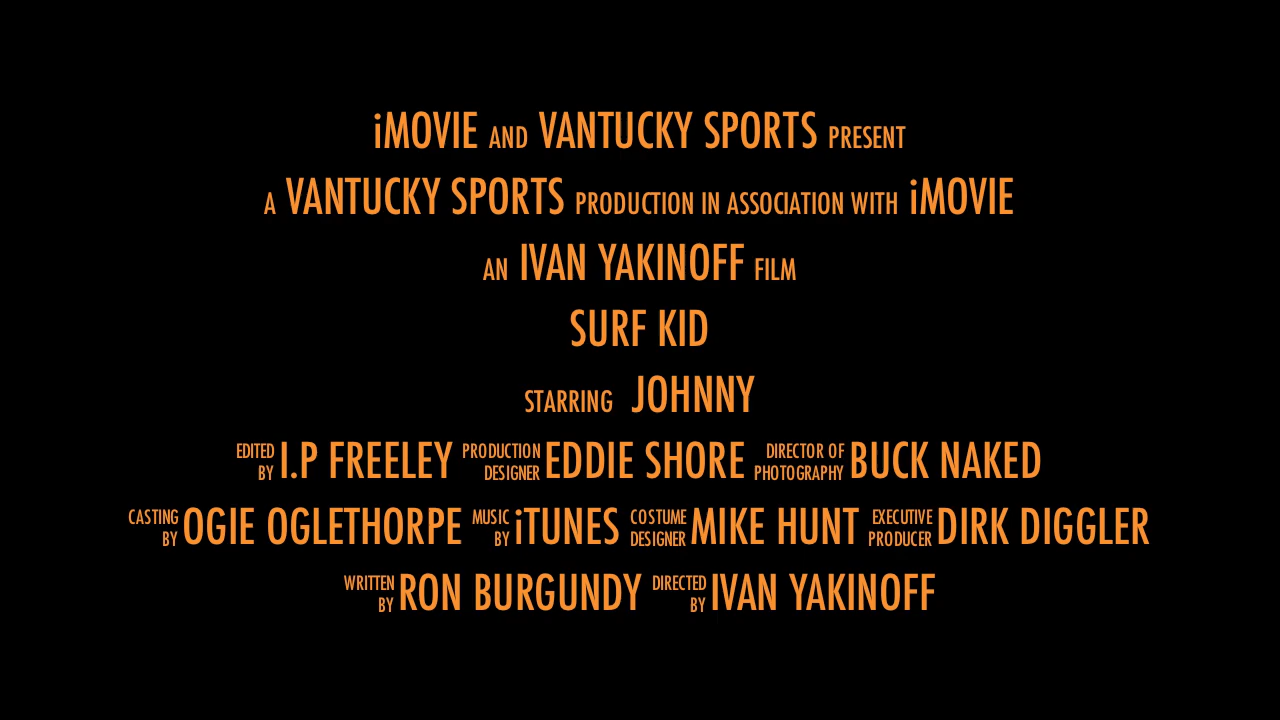 iMOVIE AND VANTUCKY SPORTS PRESENT
A VANTUCKY SPORTS PRODUCTION IN ASSOCIATION WITH iMOVIE
AN IVAN YAKINOFF FILM
SURF KID
STARRING JOHNNY
EDITED BY I.P FREELEY PRODUCTION DESIGNER EDDIE SHORE DIRECTOR OF PHOTOGRAPHY BUCK NAKED
CASTING BY OGIE OGLETHORPE MUSIC BY iTUNES COSTUME DESIGNER MIKE HUNT EXECUTIVE PRODUCER DIRK DIGGLER
WRITTEN BY RON BURGUNDY DIRECTED BY IVAN YAKINOFF